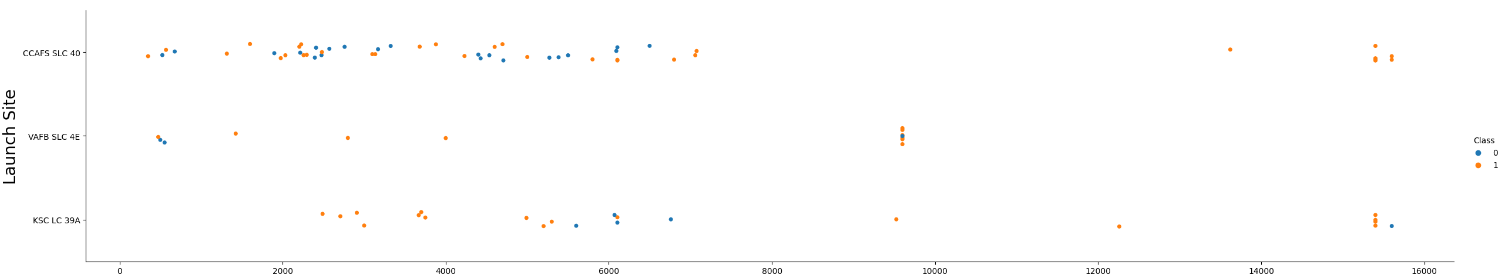 Launch Site
CCAFS SLC 40
VAFB SLC 4E
KSC LC 39A
0 2000 4000 6000 8000 10000 12000 14000 16000
Class
0
1